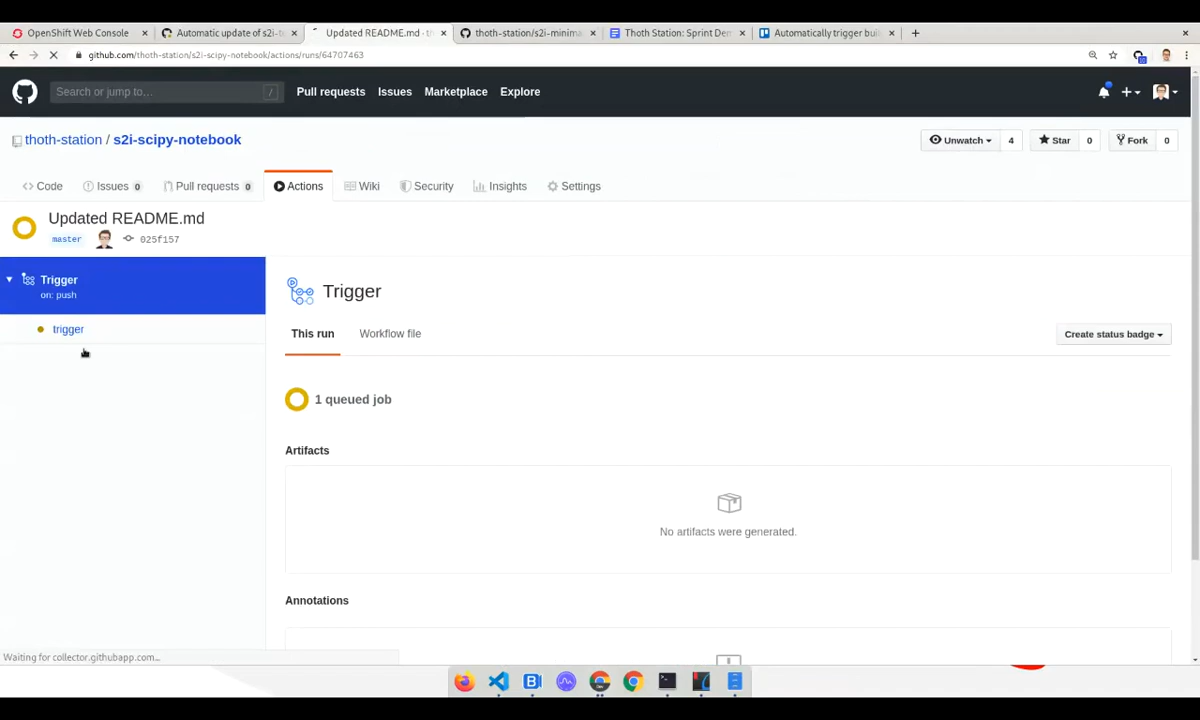 OpenShift Web Console
Automatic update of s2i-t
Updated README.md · th
thoth-station/s2i-minima
Thoth Station: Sprint De
Automatically trigger buil
github.com/thoth-station/s2i-scipy-notebook/actions/runs/64707463
Search or jump to...
/
Pull requests
Issues
Marketplace
Explore
thoth-station / s2i-scipy-notebook
Unwatch
4
Star
0
Fork
0
Code
Issues 0
Pull requests 0
Actions
Wiki
Security
Insights
Settings
Updated README.md
master
025f157
Trigger
on: push
trigger
Trigger
This run
Workflow file
Create status badge
1 queued job
Artifacts
No artifacts were generated.
Annotations
Waiting for collector.githubapp.com...